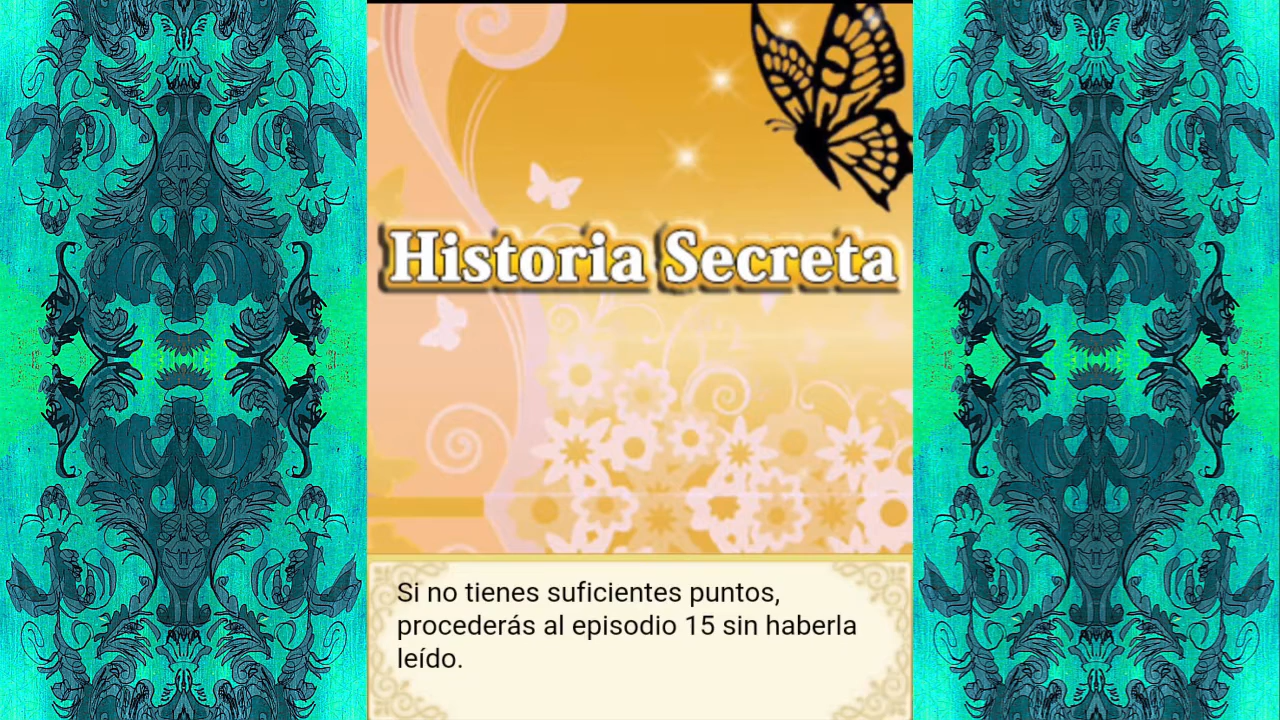 Historia Secreta
Si no tienes suficientes puntos,
procederás al episodio 15 sin haberla
leído.